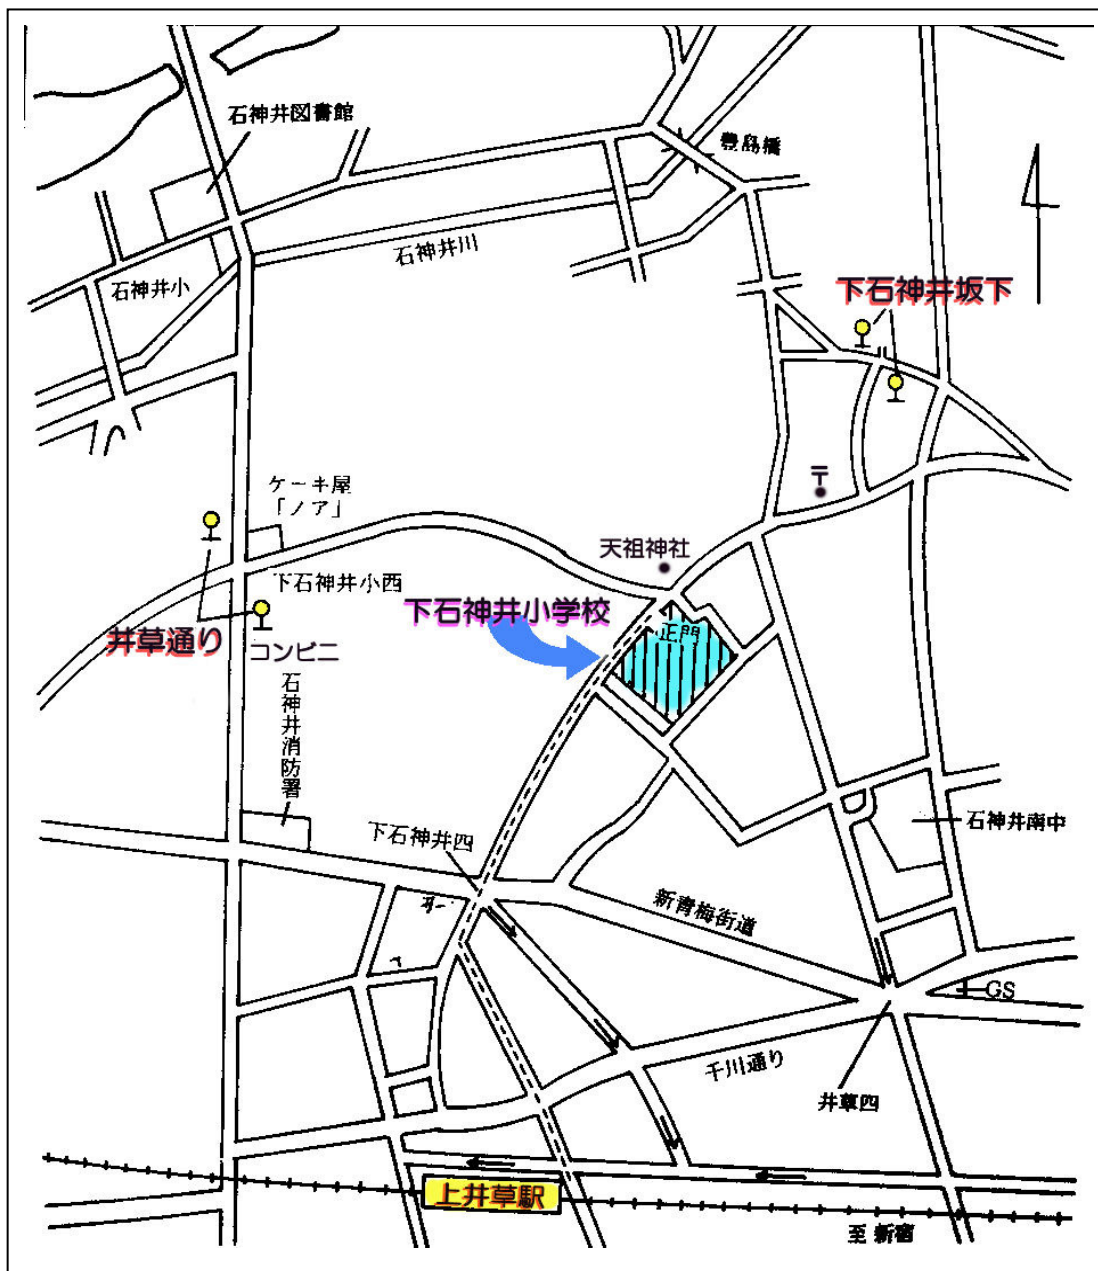 石神井図書館
豊島橋
石神井川
石神井小
下石神井坂下
ケーキ屋
「ノア」
〒
天祖神社
下石神井小西
下石神井小学校
正門
井草通り
コンビニ
石神井消防署
下石神井四
石神井南中
新青梅街道
GS
千川通り
井草四
上井草駅
至 新宿